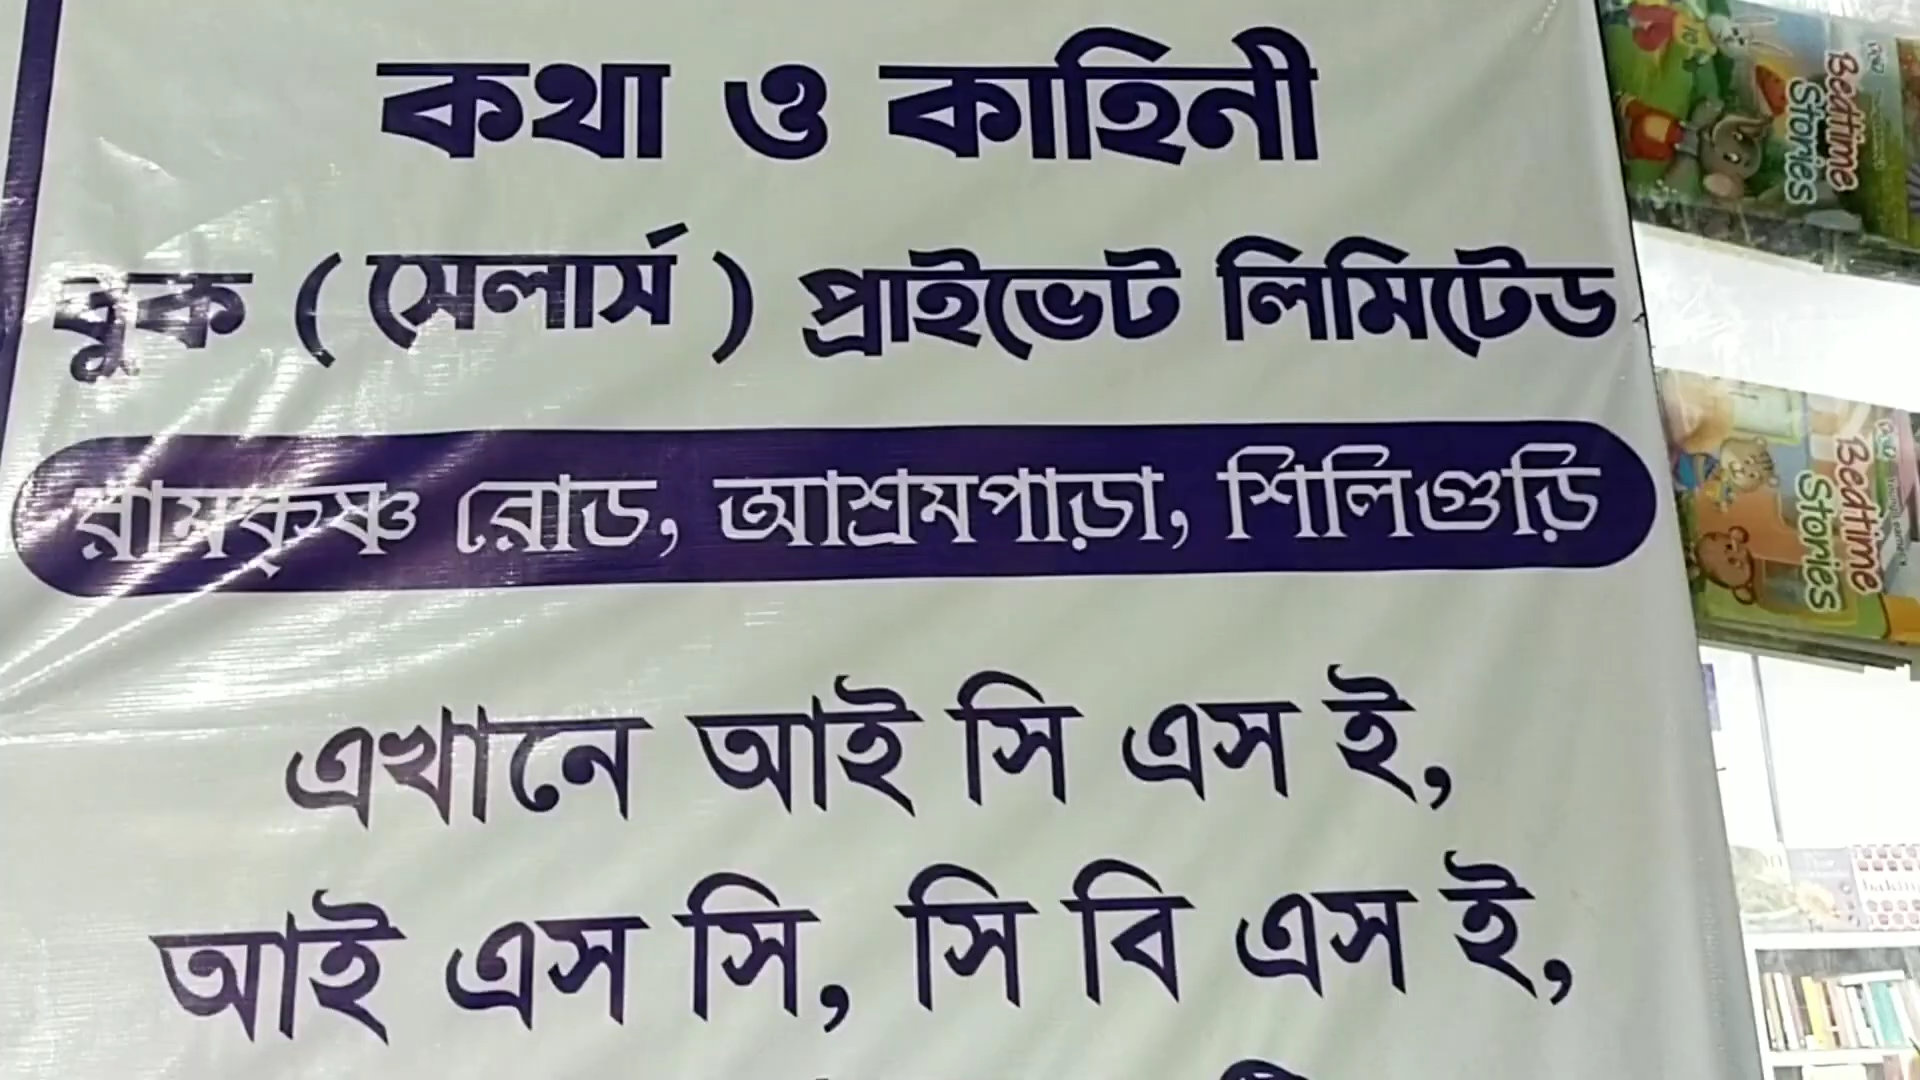 কথা ও কাহিনী
বুক ( সেলার্স ) প্রাইভেট লিমিটেড
রামকৃষ্ণ রোড, আশ্রমপাড়া, শিলিগুড়ি
এখানে আই সি এস ই,
আই এস সি, সি বি এস ই,
Bedtime
Stories
Bedtime
Stories